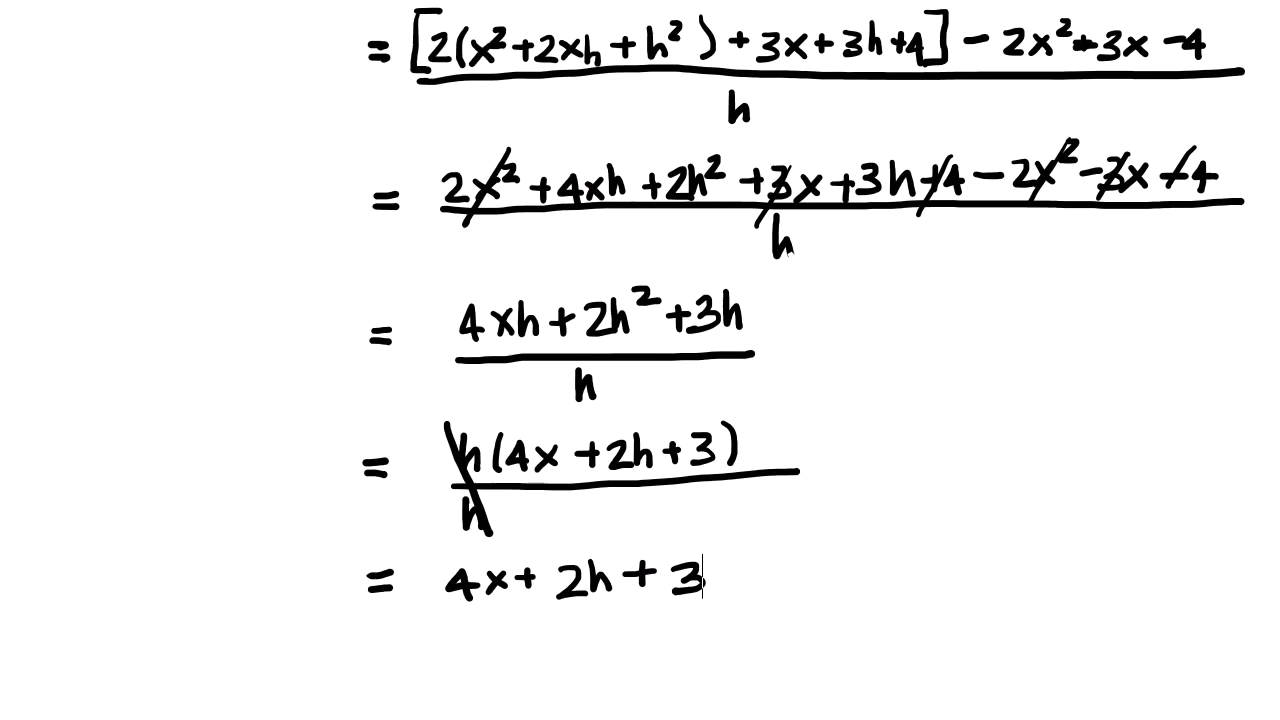 = [2(x²+2xh+h²)+3x+3h+4] - 2x²-3x-4
h
= 2x²+4xh+2h²+3x+3h+4-2x²-3x-4
h
= 4xh+2h²+3h
h
= h(4x+2h+3)
h
= 4x+2h+3